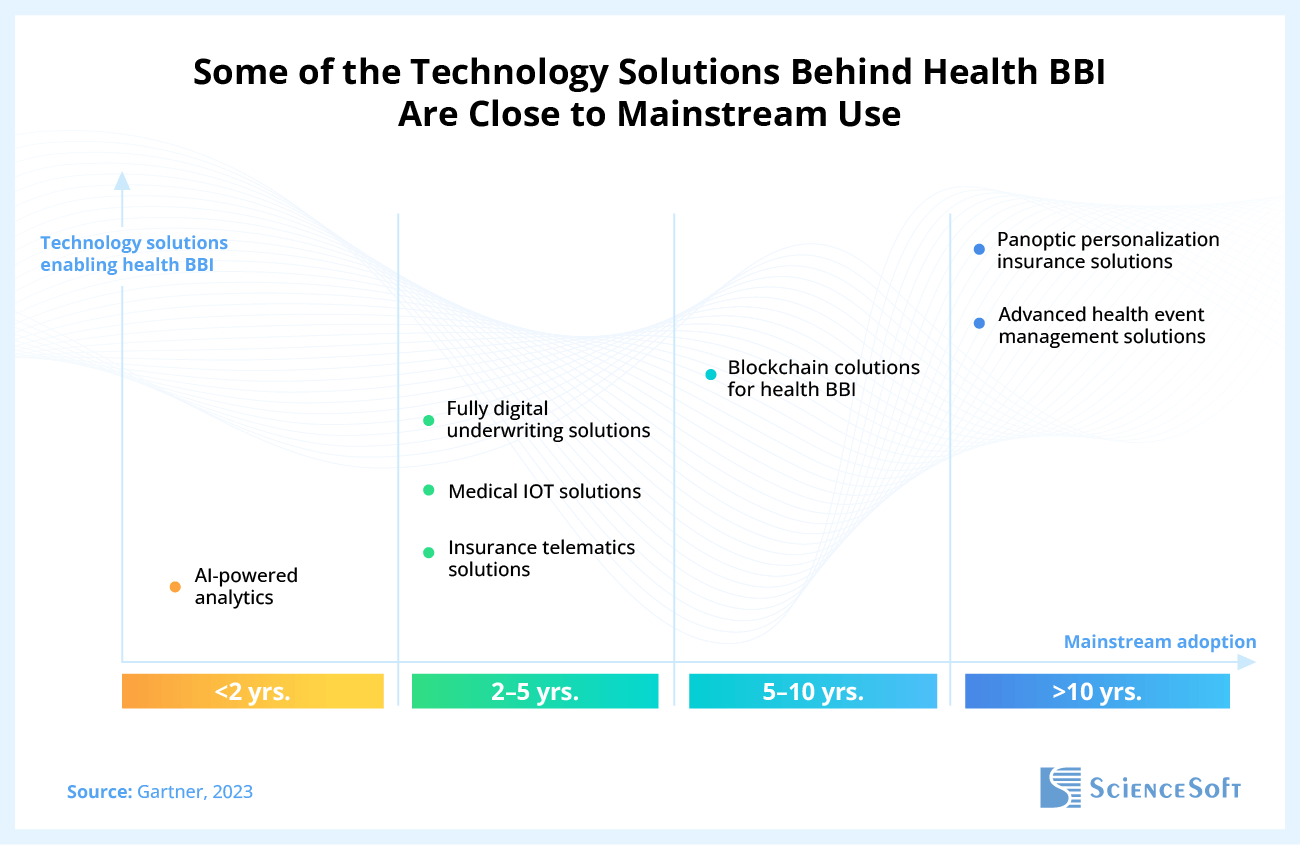 Some of the Technology Solutions Behind Health BBI
Are Close to Mainstream Use
Technology solutions
enabling health BBI
AI-powered
analytics
Fully digital
underwriting solutions
Medical IOT solutions
Insurance telematics
solutions
Blockchain colutions
for health BBI
Panoptic personalization
insurance solutions
Advanced health event
management solutions
Mainstream adoption
<2 yrs.
2–5 yrs.
5–10 yrs.
>10 yrs.
Source: Gartner, 2023
ScienceSoft